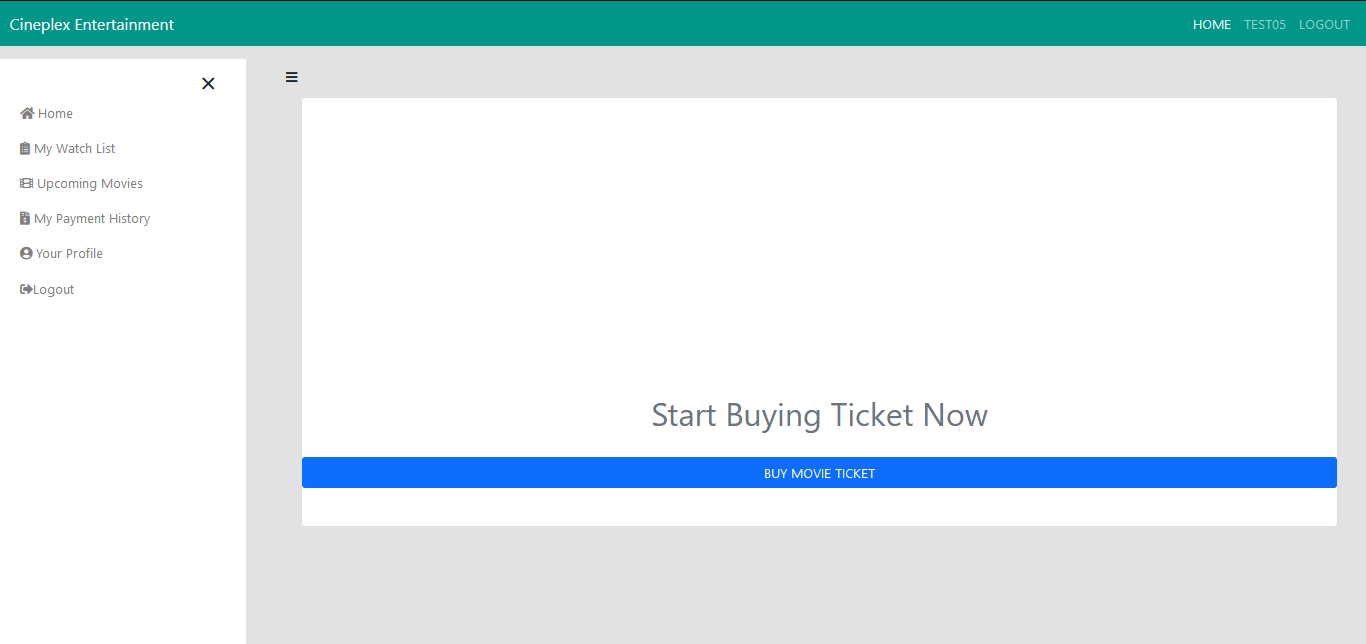 Cineplex Entertainment
HOME TEST05 LOGOUT
Home
My Watch List
Upcoming Movies
My Payment History
Your Profile
Logout
Start Buying Ticket Now
BUY MOVIE TICKET